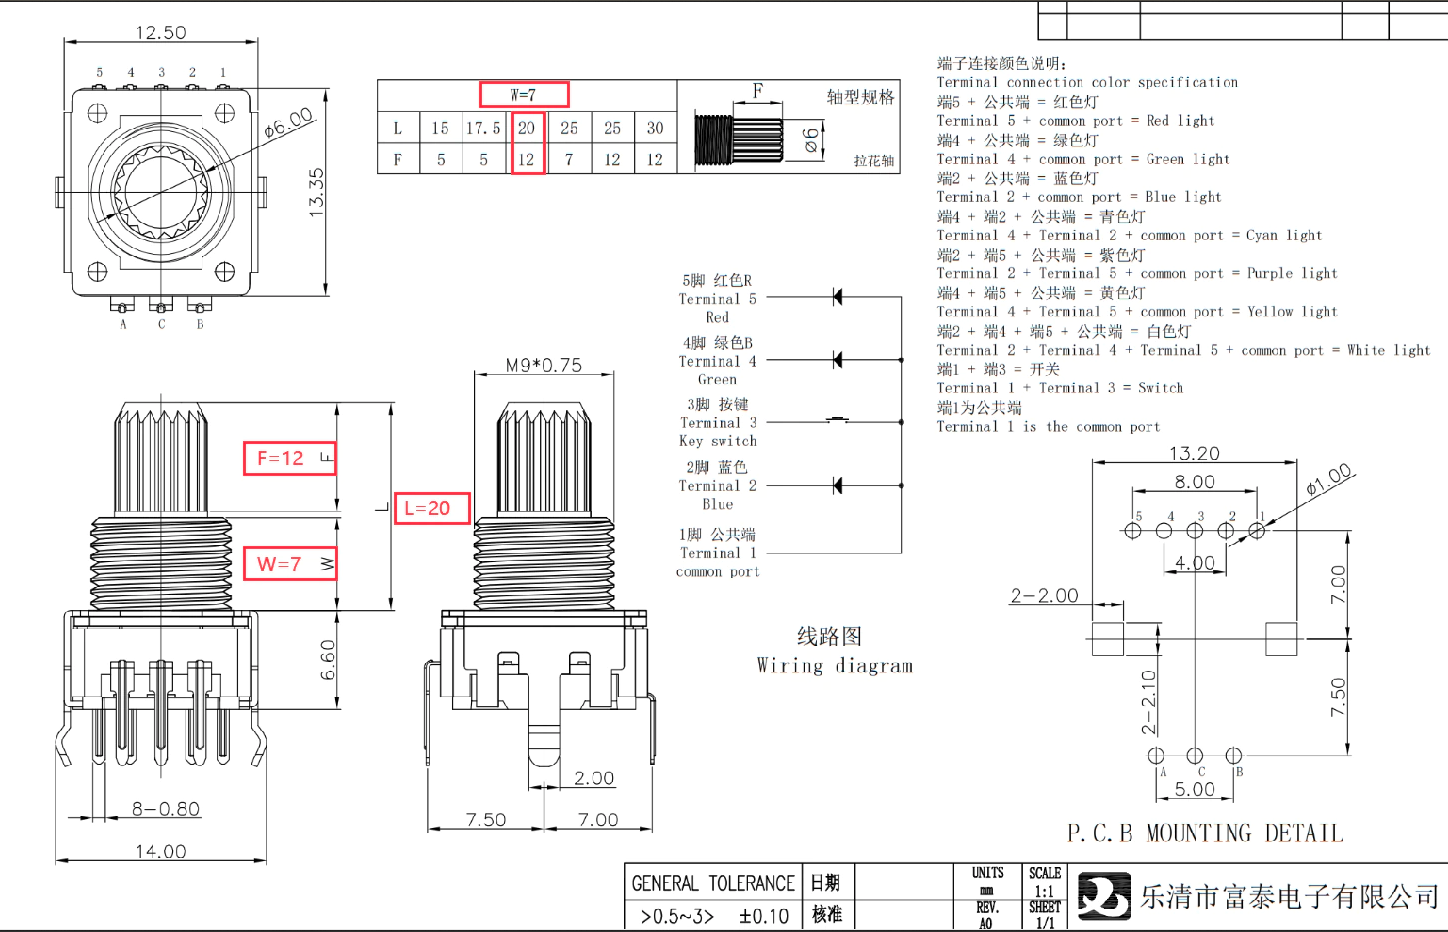 12.50
5 4 3 2 1
ø6.00
13.35
A C B
W=7
L 15 17.5 20 25 25 30
F 5 5 12 7 12 12
F
ø6
轴型规格
拉花轴
端子连接颜色说明:
Terminal connection color specification
端5 + 公共端 = 红色灯
Terminal 5 + common port = Red light
端4 + 公共端 = 绿色灯
Terminal 4 + common port = Green light
端2 + 公共端 = 蓝色灯
Terminal 2 + common port = Blue light
端4 + 端2 + 公共端 = 青色灯
Terminal 4 + Terminal 2 + common port = Cyan light
端2 + 端5 + 公共端 = 紫色灯
Terminal 2 + Terminal 5 + common port = Purple light
端4 + 端5 + 公共端 = 黄色灯
Terminal 4 + Terminal 5 + common port = Yellow light
端2 + 端4 + 端5 + 公共端 = 白色灯
Terminal 2 + Terminal 4 + Terminal 5 + common port = White light
端1 + 端3 = 开关
Terminal 1 + Terminal 3 = Switch
端1为公共端
Terminal 1 is the common port
5脚 红色R
Terminal 5
Red
4脚 绿色B
Terminal 4
Green
3脚 按键
Terminal 3
Key switch
2脚 蓝色
Terminal 2
Blue
1脚 公共端
Terminal 1
common port
线路图
Wiring diagram
F=12
F
L
L=20
W=7
W
6.60
8-0.80
14.00
M9*0.75
2.00
7.50
7.00
13.20
8.00
ø1.00
5 4 3 2 1
4.00
2-2.00
7.00
2-2.10
7.50
A C B
5.00
P.C.B MOUNTING DETAIL
GENERAL TOLERANCE
>0.5~3> ±0.10
日期
核准
UNITS
mm
REV.
A0
SCALE
1:1
SHEET
1/1
乐清市富泰电子有限公司